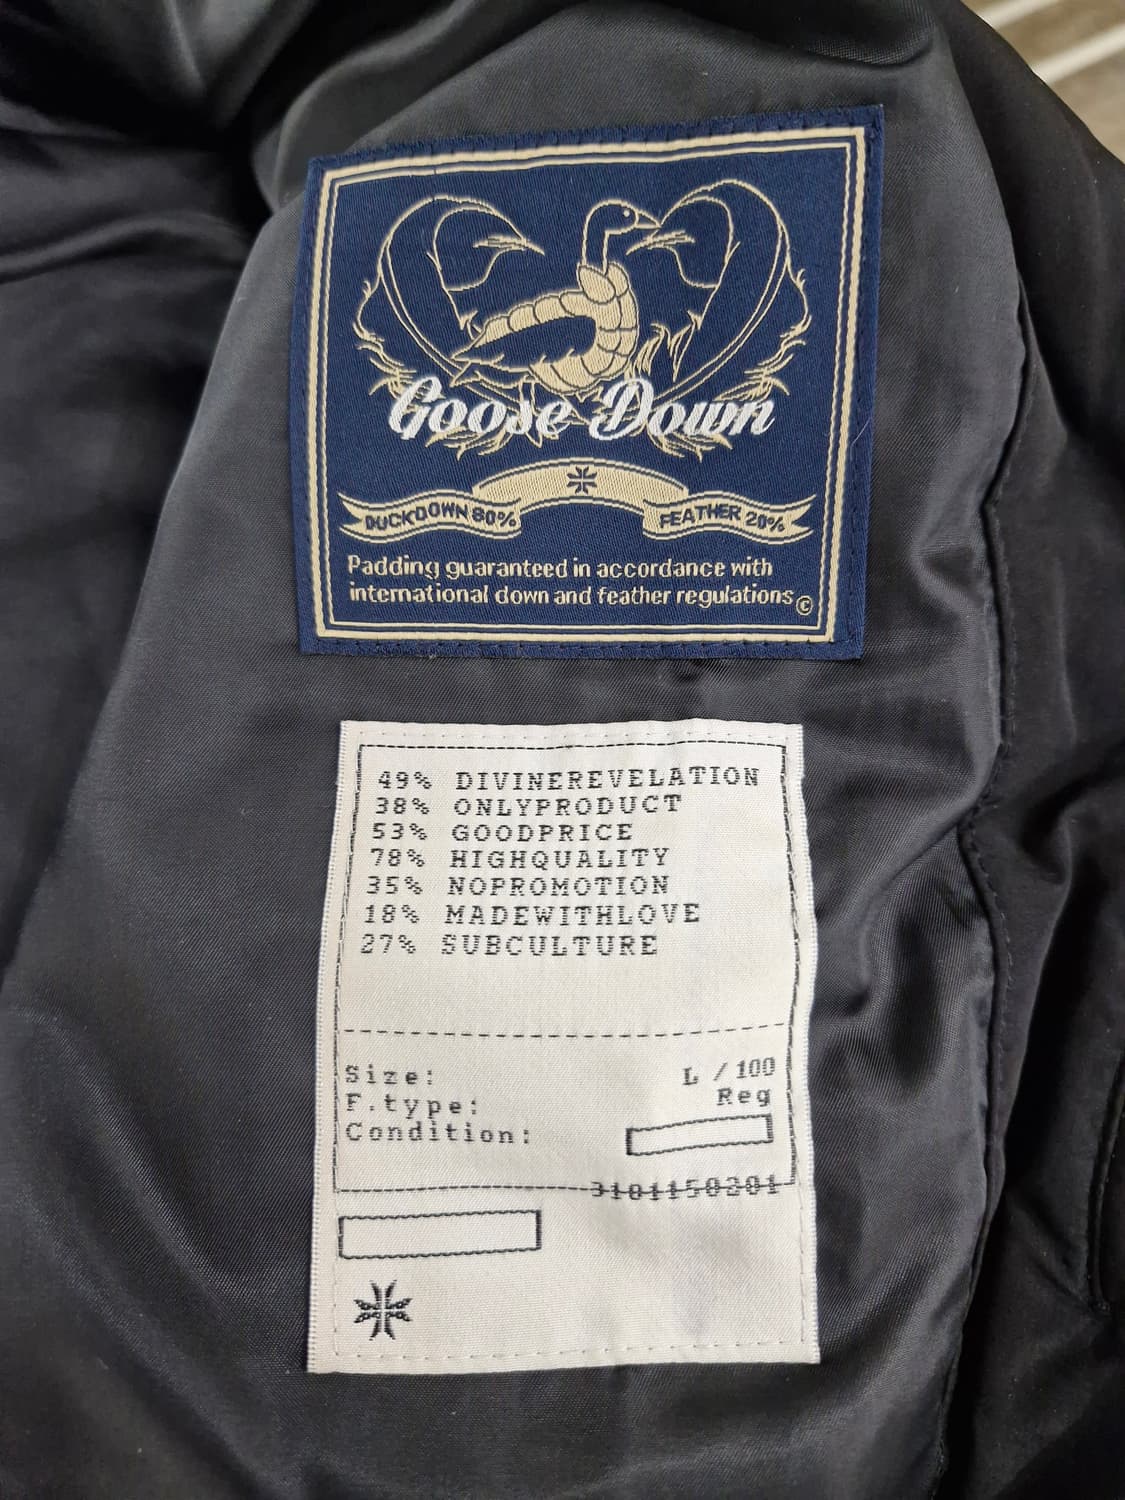 Goose Down
DUCKDOWN 80% FEATHER 20%
Padding guaranteed in accordance with
international down and feather regulations ©
49% DIVINEREVELATION
38% ONLYPRODUCT
53% GOODPRICE
78% HIGHQUALITY
35% NOPROMOTION
18% MADEWITHLOVE
27% SUBCULTURE
Size: L / 100
F.type: Reg
Condition:
3101150301